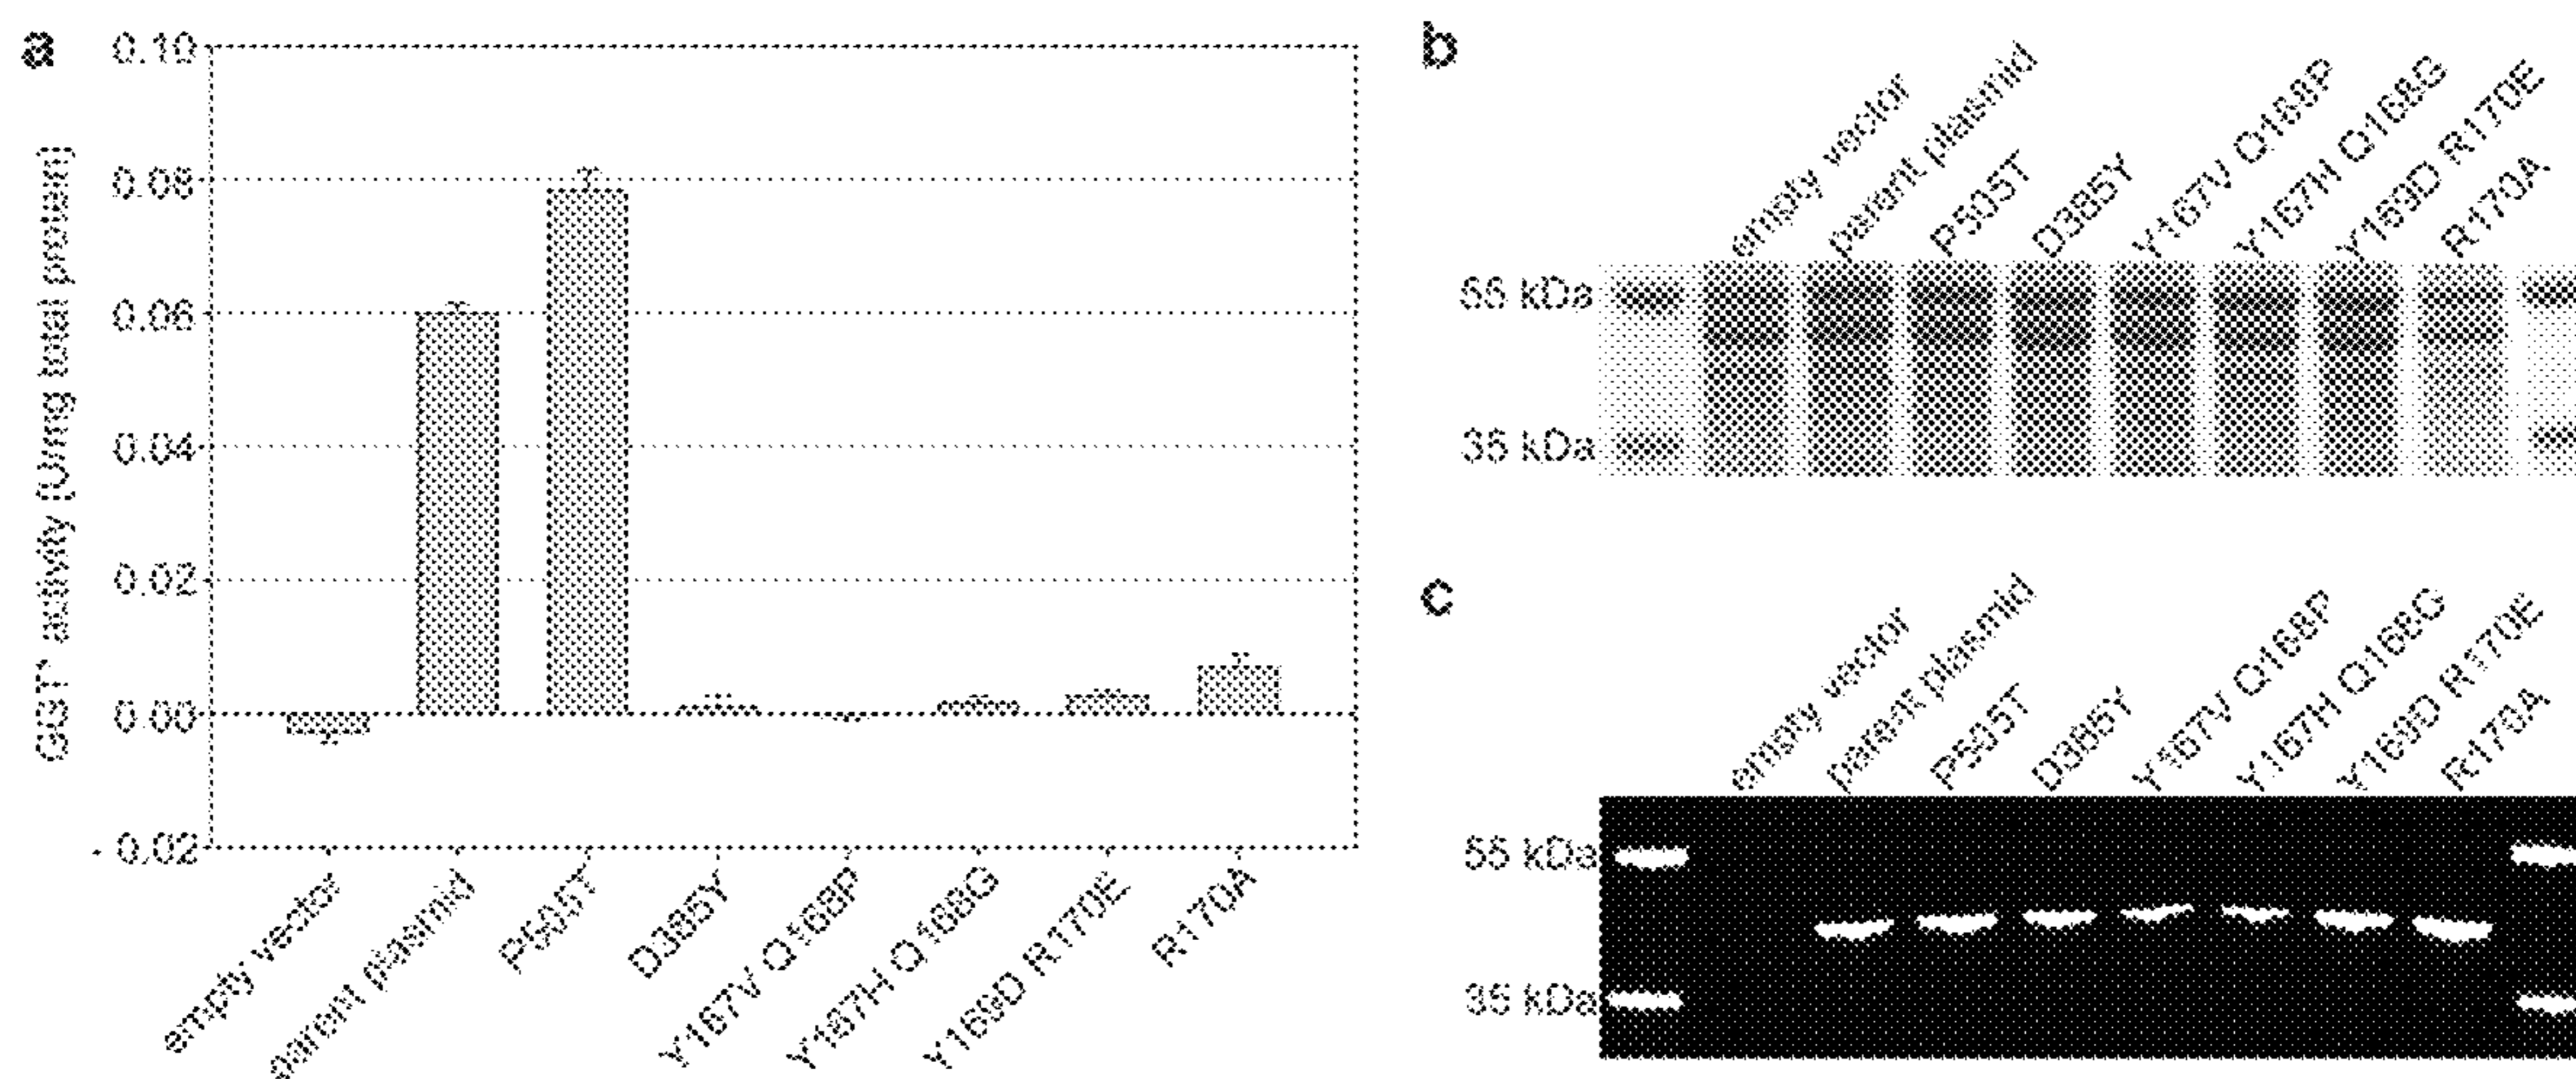 a
0.10
0.08
0.06
0.04
0.02
0.00
- 0.02
GGT activity [U/mg total protein]
empty vector
parent plasmid
P505T
D385Y
Y167V Q168P
Y167H Q168G
Y169D R170E
R170A
b
empty vector
parent plasmid
P505T
D385Y
Y167V Q168P
Y167H Q168G
Y169D R170E
R170A
55 kDa
35 kDa
c
empty vector
parent plasmid
P505T
D385Y
Y167V Q168P
Y167H Q168G
Y169D R170E
R170A
55 kDa
35 kDa